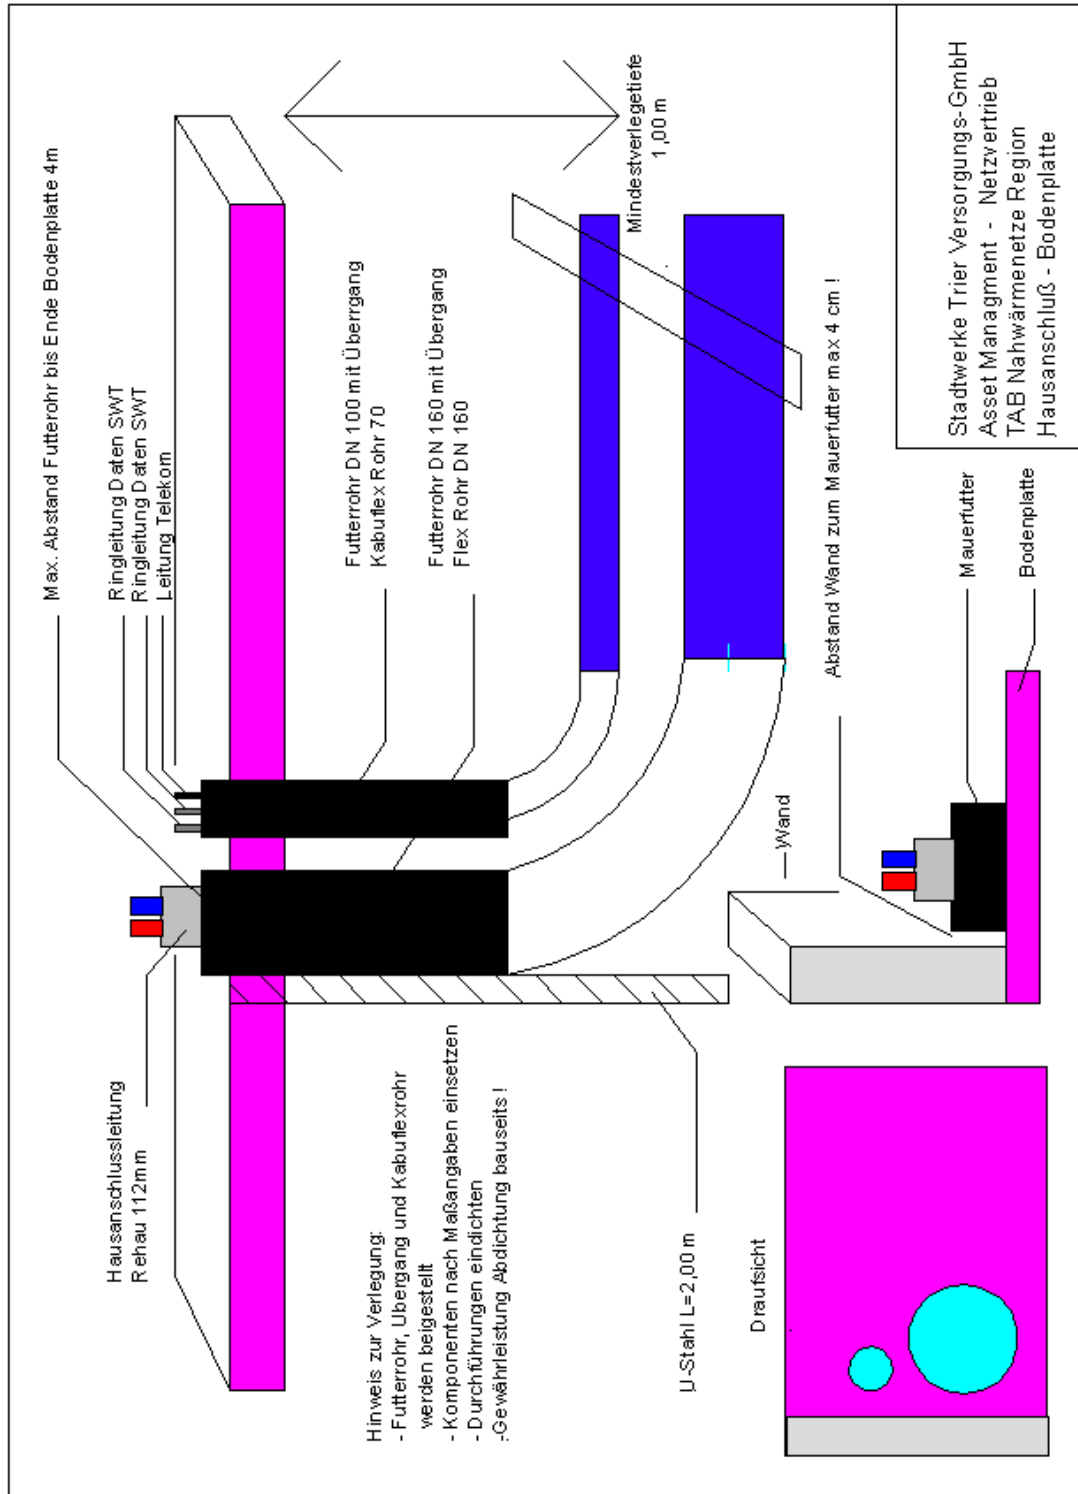 Max. Abstand Futterohr bis Ende Bodenplatte 4m
Ringleitung Daten SWT
Ringleitung Daten SWT
Leitung Telekom
Hausanschlussleitung
Rehau 112mm
Futterrohr DN 100 mit Überrgang
Kabuflex Rohr 70
Futterrohr DN 160 mit Übergang
Flex Rohr DN 160
Mindestverlegetiefe
1,00 m
Hinweis zur Verlegung:
- Futterrohr, Übergang und Kabuflexrohr
werden beigestellt
- Komponenten nach Maßangaben einsetzen
- Durchführungen eindichten
-Gewährleistung Abdichtung bauseits !
U-Stahl L=2,00 m
Draufsicht
Wand
Abstand Wand zum Mauerfutter max 4 cm !
Mauerfutter
Bodenplatte
Stadtwerke Trier Versorgungs-GmbH
Asset Managment - Netzvertrieb
TAB Nahwärmenetze Region
Hausanschluß - Bodenplatte